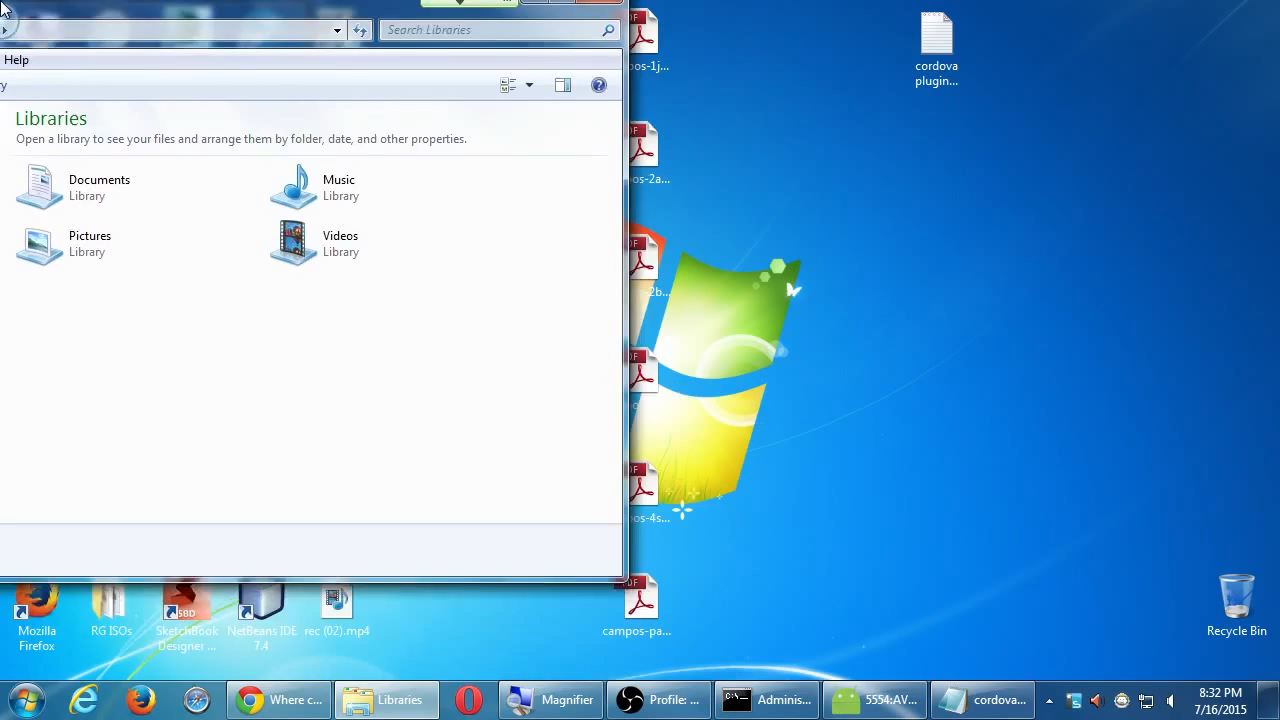 Search Libraries
Help
Libraries
Open a library to see your files and arrange them by folder, date, and other properties.
Documents
Library
Music
Library
Pictures
Library
Videos
Library
os-1j...
os-2a...
-2b...
os-4s...
campos-pa...
cordova
plugin...
Mozilla
Firefox
RG ISOs
SketchBook
Designer ...
NetBeans IDE
7.4
rec (02).mp4
Recycle Bin
Where c...
Libraries
Magnifier
Profile: ...
Adminis...
5554:AV...
cordova...
8:32 PM
7/16/2015